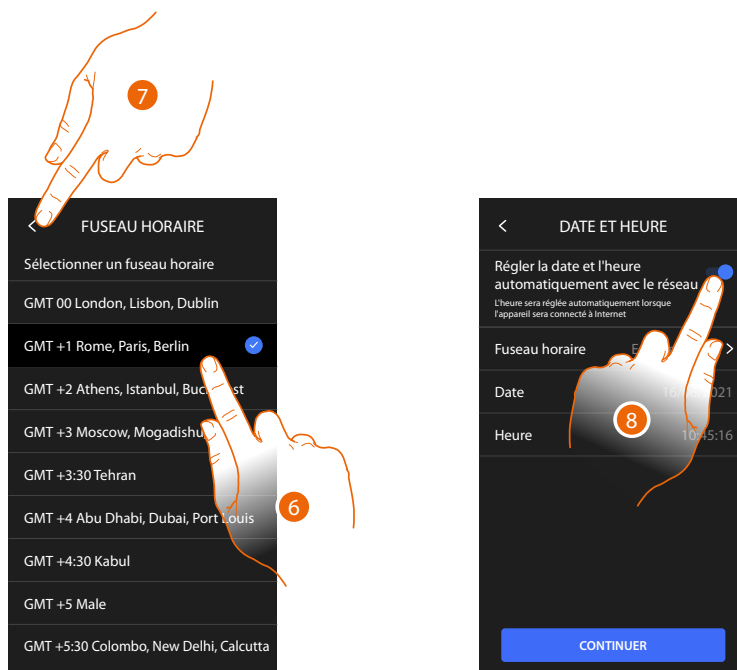 7
FUSEAU HORAIRE
Sélectionner un fuseau horaire
GMT 00 London, Lisbon, Dublin
GMT +1 Rome, Paris, Berlin
GMT +2 Athens, Istanbul,
GMT +3 Moscow, Mogadishu
GMT +3:30 Tehran
GMT +4 Abu Dhabi, Dubai, Port Louis
GMT +4:30 Kabul
GMT +5 Male
GMT +5:30 Colombo, New Delhi, Calcutta
6
DATE ET HEURE
Régler la date et l'heure
automatiquement avec le réseau
L'heure sera réglée automatiquement lorsque
l'appareil sera connecté à Internet
Fuseau horaire
Date
Heure 10:45:16
8
CONTINUER